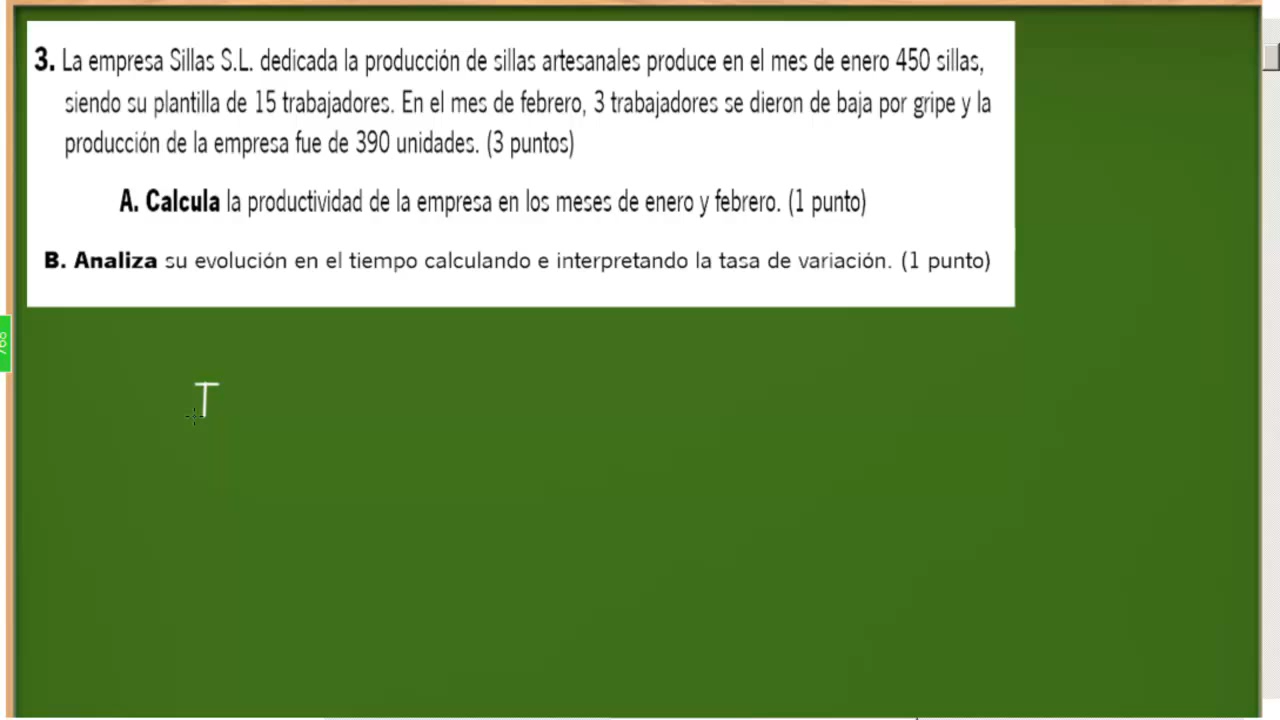 3. La empresa Sillas S.L. dedicada la producción de sillas artesanales produce en el mes de enero 450 sillas,
siendo su plantilla de 15 trabajadores. En el mes de febrero, 3 trabajadores se dieron de baja por gripe y la
producción de la empresa fue de 390 unidades. (3 puntos)
A. Calcula la productividad de la empresa en los meses de enero y febrero. (1 punto)
B. Analiza su evolución en el tiempo calculando e interpretando la tasa de variación. (1 punto)
T